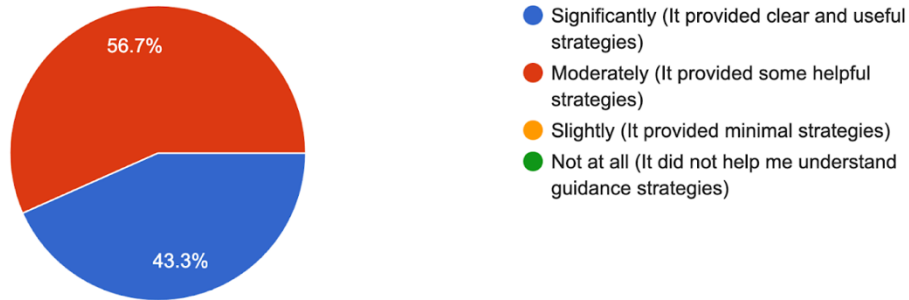 56.7%
43.3%
Significantly (It provided clear and useful
strategies)
Moderately (It provided some helpful
strategies)
Slightly (It provided minimal strategies)
Not at all (It did not help me understand
guidance strategies)